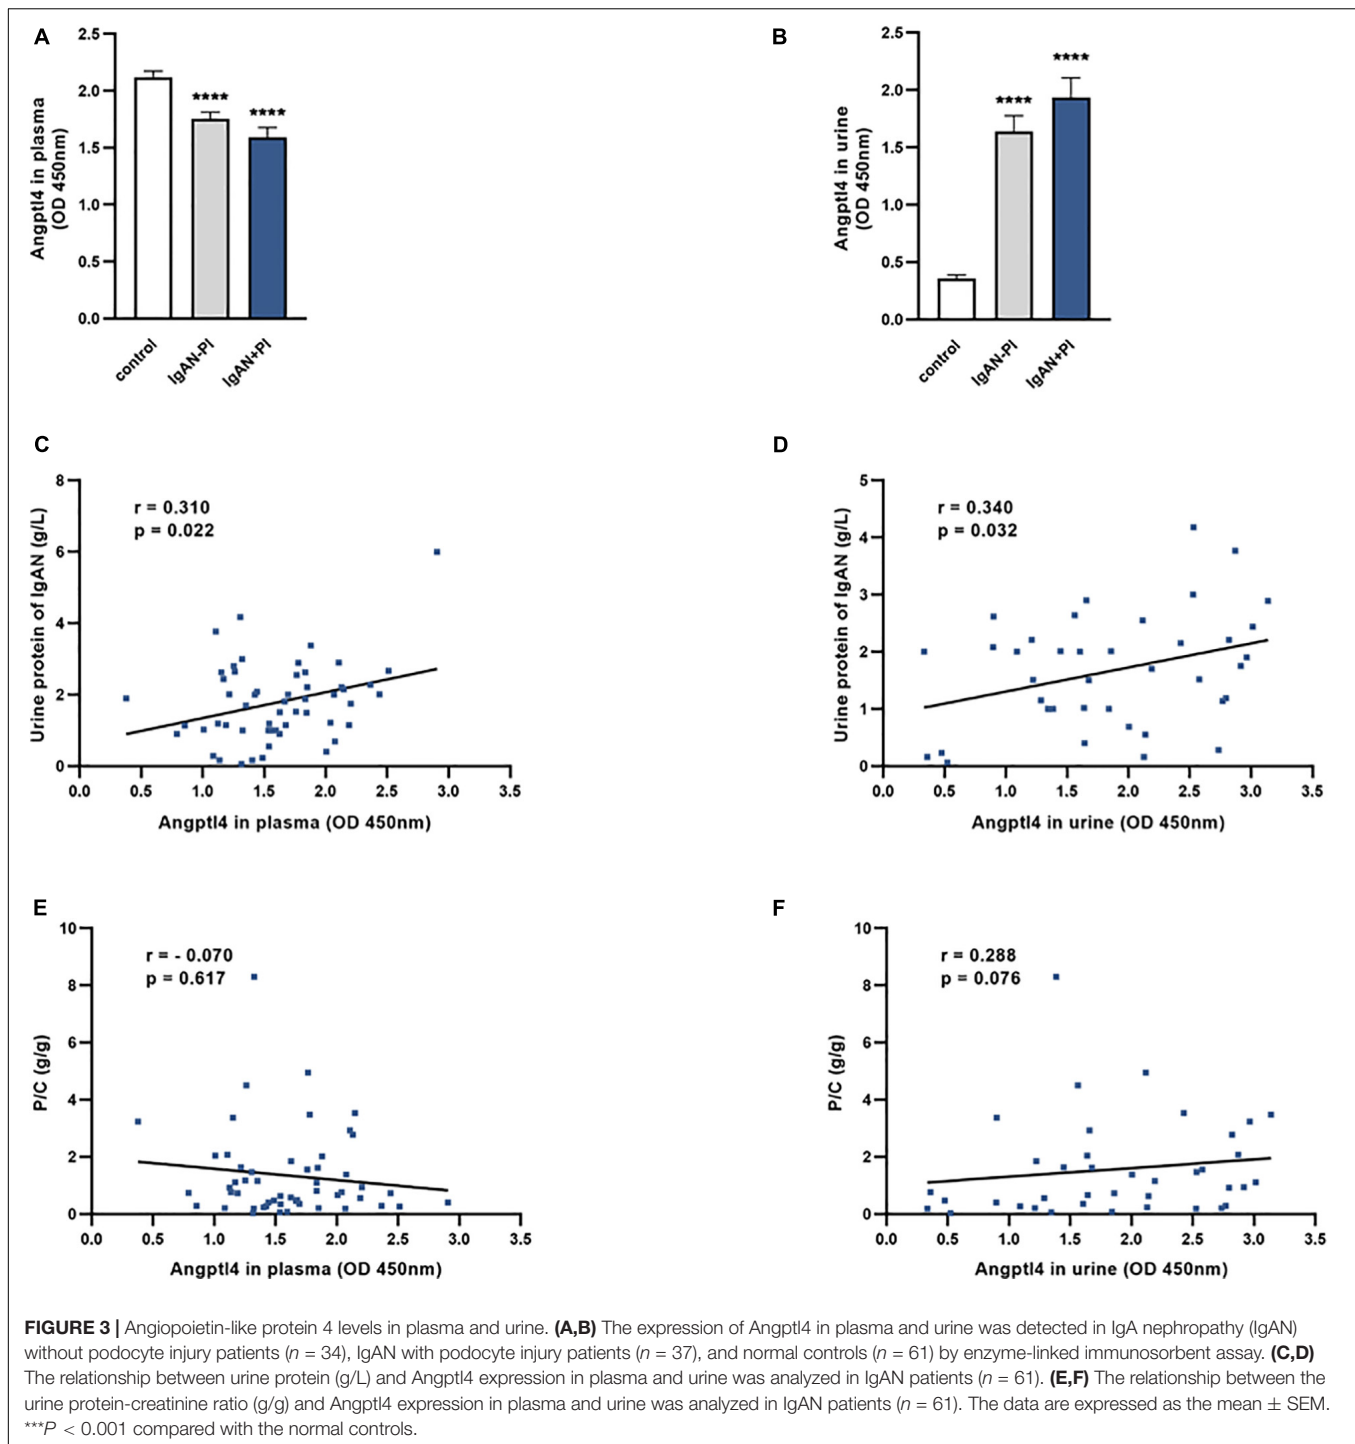 A
2.5
2.0
1.5
1.0
0.5
0.0
Angptl4 in plasma
(OD 450nm)
****
****
control
IgAN-PI
IgAN+PI
B
2.5
2.0
1.5
1.0
0.5
0.0
Angptl4 in urine
(OD 450nm)
****
****
control
IgAN-PI
IgAN+PI
C
8
6
4
2
0
Urine protein of IgAN (g/L)
r = 0.310
p = 0.022
0.0 0.5 1.0 1.5 2.0 2.5 3.0 3.5
Angptl4 in plasma (OD 450nm)
D
5
4
3
2
1
0
Urine protein of IgAN (g/L)
r = 0.340
p = 0.032
0.0 0.5 1.0 1.5 2.0 2.5 3.0 3.5
Angptl4 in urine (OD 450nm)
E
10
8
6
4
2
0
P/C (g/g)
r = - 0.070
p = 0.617
0.0 0.5 1.0 1.5 2.0 2.5 3.0 3.5
Angptl4 in plasma (OD 450nm)
F
10
8
6
4
2
0
P/C (g/g)
r = 0.288
p = 0.076
0.0 0.5 1.0 1.5 2.0 2.5 3.0 3.5
Angptl4 in urine (OD 450nm)
FIGURE 3 | Angiopoietin-like protein 4 levels in plasma and urine. (A,B) The expression of Angptl4 in plasma and urine was detected in IgA nephropathy (IgAN)
without podocyte injury patients (n = 34), IgAN with podocyte injury patients (n = 37), and normal controls (n = 61) by enzyme-linked immunosorbent assay. (C,D)
The relationship between urine protein (g/L) and Angptl4 expression in plasma and urine was analyzed in IgAN patients (n = 61). (E,F) The relationship between the
urine protein-creatinine ratio (g/g) and Angptl4 expression in plasma and urine was analyzed in IgAN patients (n = 61). The data are expressed as the mean ± SEM.
***P < 0.001 compared with the normal controls.